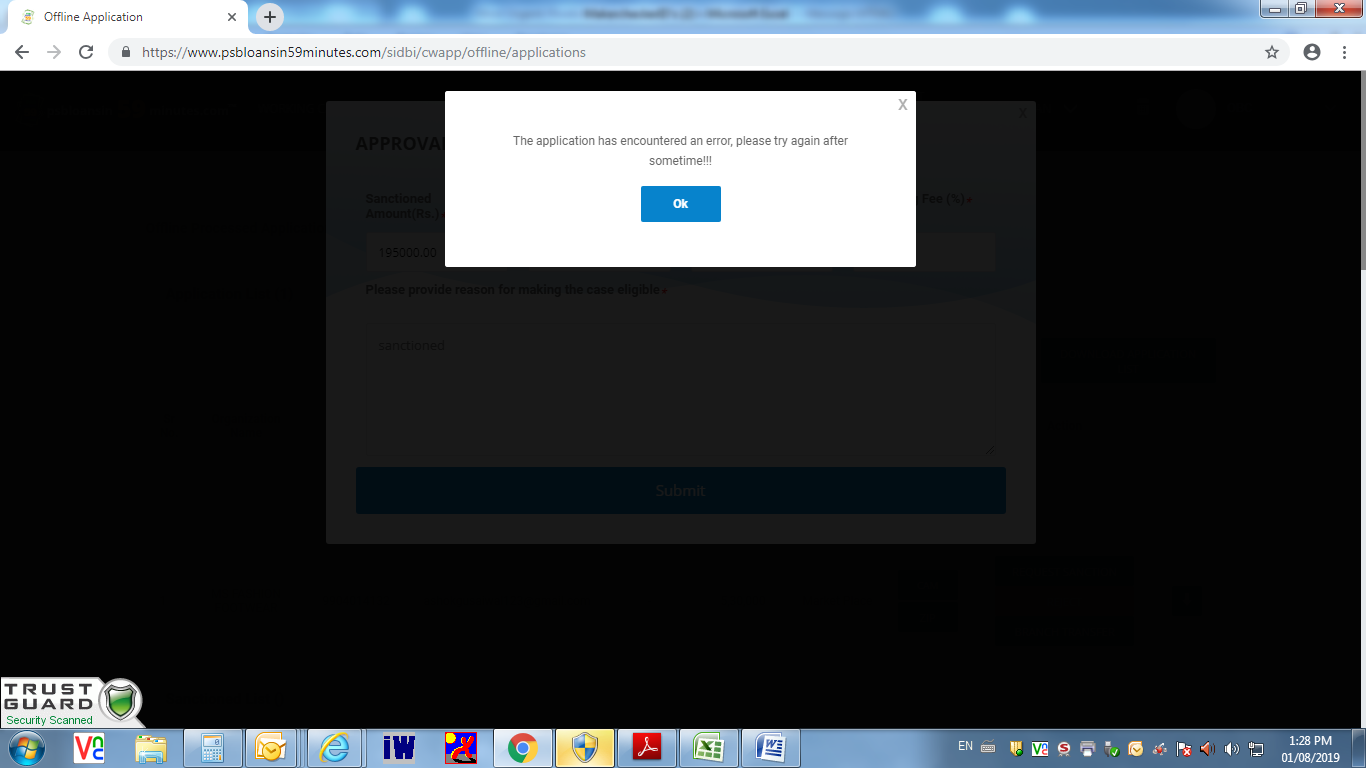 Offline Application
https://www.psbloansin59minutes.com/sidbi/cwapp/offline/applications
X
The application has encountered an error, please try again after
sometime!!!
Ok
X
Sanctioned
Amount(Rs.)*
Fee (%)*
195000.00
Please provide reason for making the case eligible*
sanctioned
Submit
TRUST
GUARD
Security Scanned
EN
1:28 PM
01/08/2019